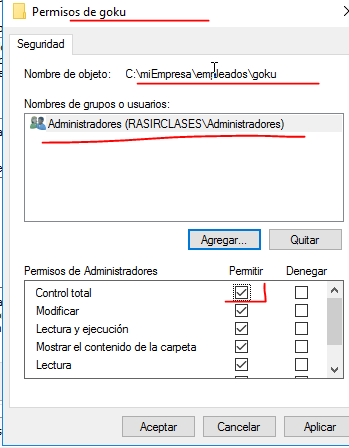 Permisos de goku
Seguridad
Nombre de objeto: C:\miEmpresa\empleados\goku
Nombres de grupos o usuarios:
Administradores (RASIRCLASES\Administradores)
Agregar... Quitar
Permisos de Administradores Permitir Denegar
Control total
Modificar
Lectura y ejecución
Mostrar el contenido de la carpeta
Lectura
Aceptar Cancelar Aplicar